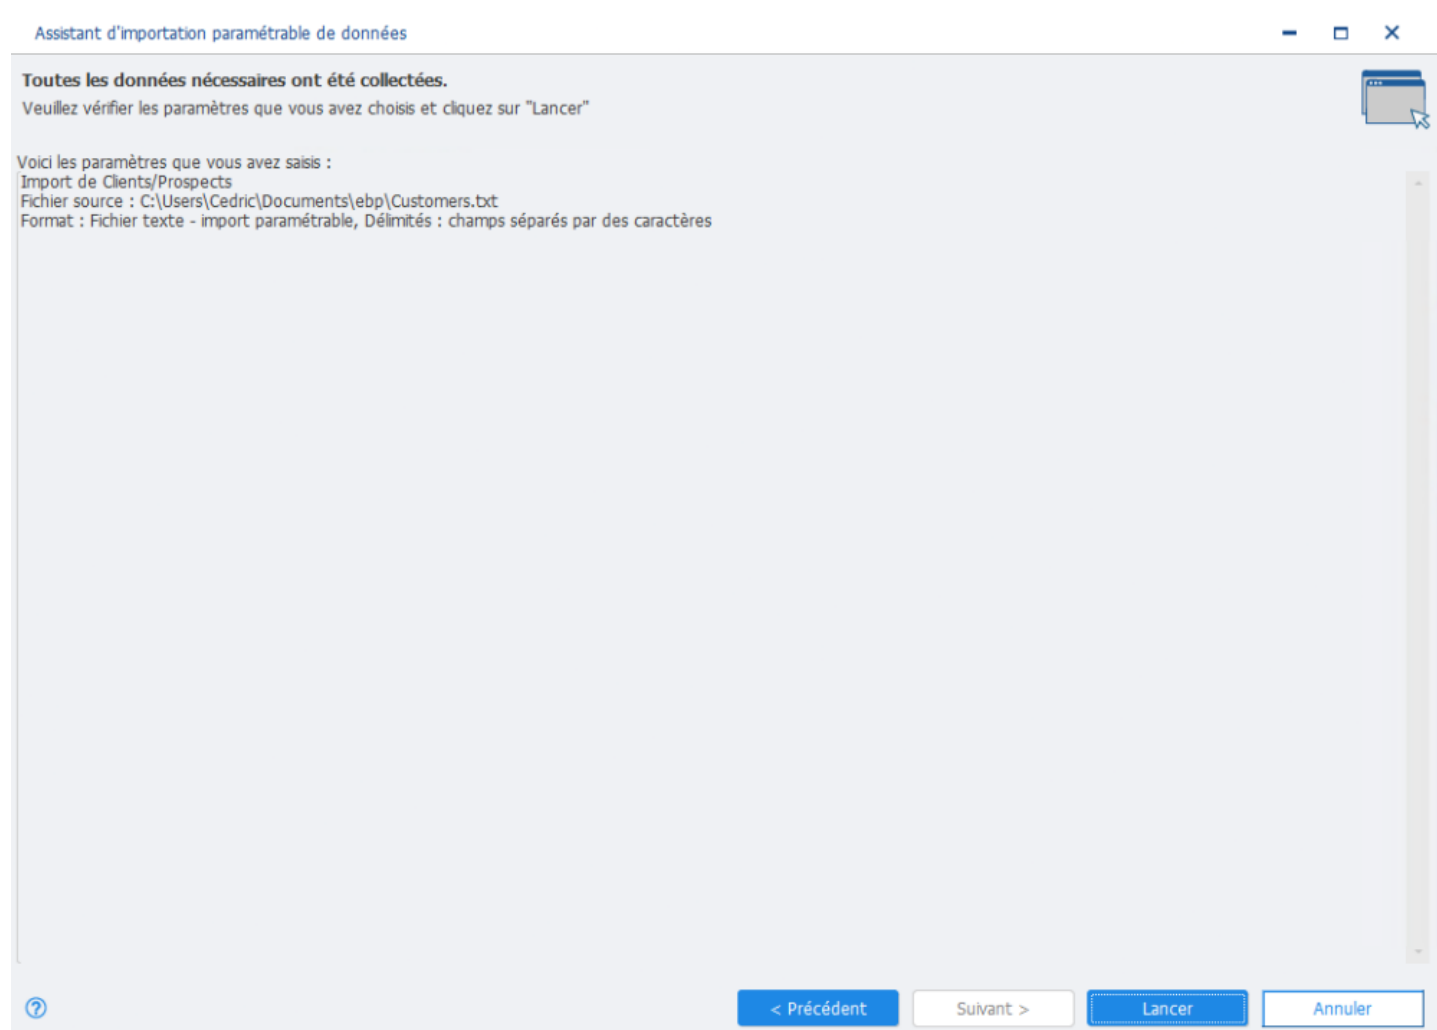 Assistant d'importation paramétrable de données
Toutes les données nécessaires ont été collectées.
Veuillez vérifier les paramètres que vous avez choisis et cliquez sur "Lancer"
Voici les paramètres que vous avez saisis :
Import de Clients/Prospects
Fichier source : C:\Users\Cedric\Documents\ebp\Customers.txt
Format : Fichier texte - import paramétrable, Délimités : champs séparés par des caractères
< Précédent
Suivant >
Lancer
Annuler